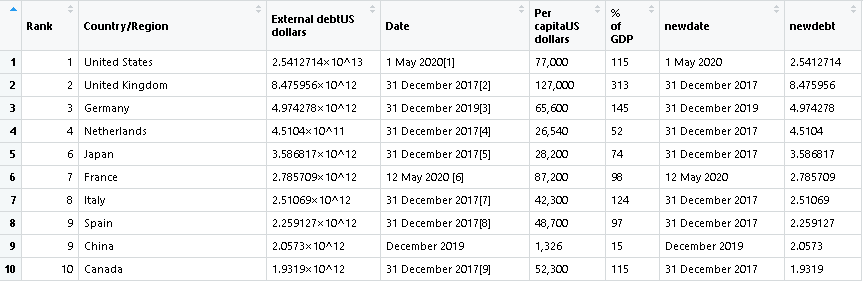 Rank Country/Region External debtUS dollars Date Per capitaUS dollars % of GDP newdate newdebt
1 1 United States 2.5412714×10^13 1 May 2020[1] 77,000 115 1 May 2020 2.5412714
2 2 United Kingdom 8.475956×10^12 31 December 2017[2] 127,000 313 31 December 2017 8.475956
3 3 Germany 4.974278×10^12 31 December 2019[3] 65,600 145 31 December 2019 4.974278
4 4 Netherlands 4.5104×10^11 31 December 2017[4] 26,540 52 31 December 2017 4.5104
5 6 Japan 3.586817×10^12 31 December 2017[5] 28,200 74 31 December 2017 3.586817
6 7 France 2.785709×10^12 12 May 2020 [6] 87,200 98 12 May 2020 2.785709
7 8 Italy 2.51069×10^12 31 December 2017[7] 42,300 124 31 December 2017 2.51069
8 9 Spain 2.259127×10^12 31 December 2017[8] 48,700 97 31 December 2017 2.259127
9 9 China 2.0573×10^12 December 2019 1,326 15 December 2019 2.0573
10 10 Canada 1.9319×10^12 31 December 2017[9] 52,300 115 31 December 2017 1.9319